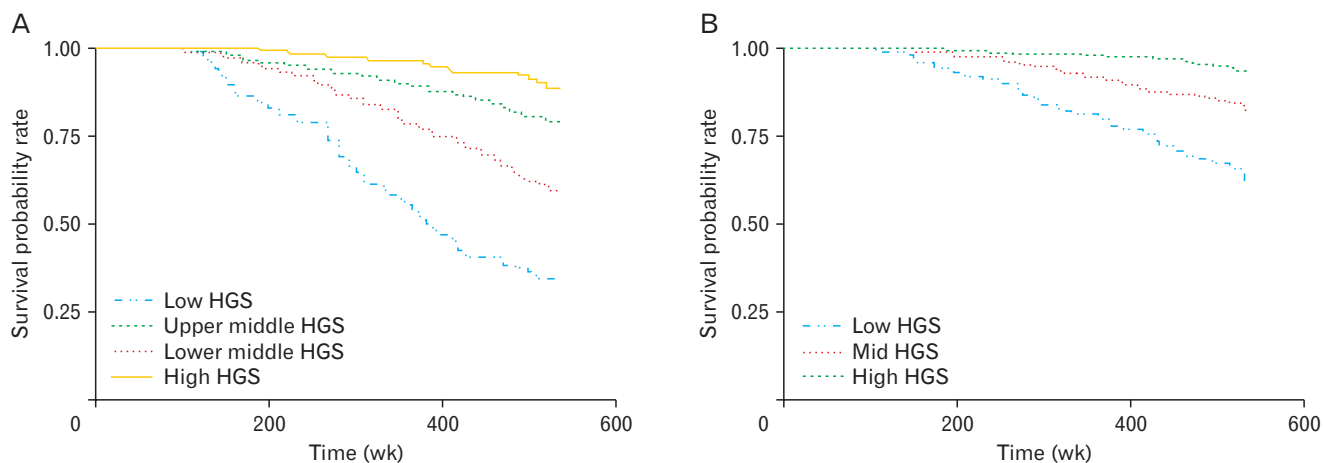 A
Survival probability rate
1.00
0.75
0.50
0.25
0
200
400
600
Time (wk)
Low HGS
Upper middle HGS
Lower middle HGS
High HGS
B
Survival probability rate
1.00
0.75
0.50
0.25
0
200
400
600
Time (wk)
Low HGS
Mid HGS
High HGS